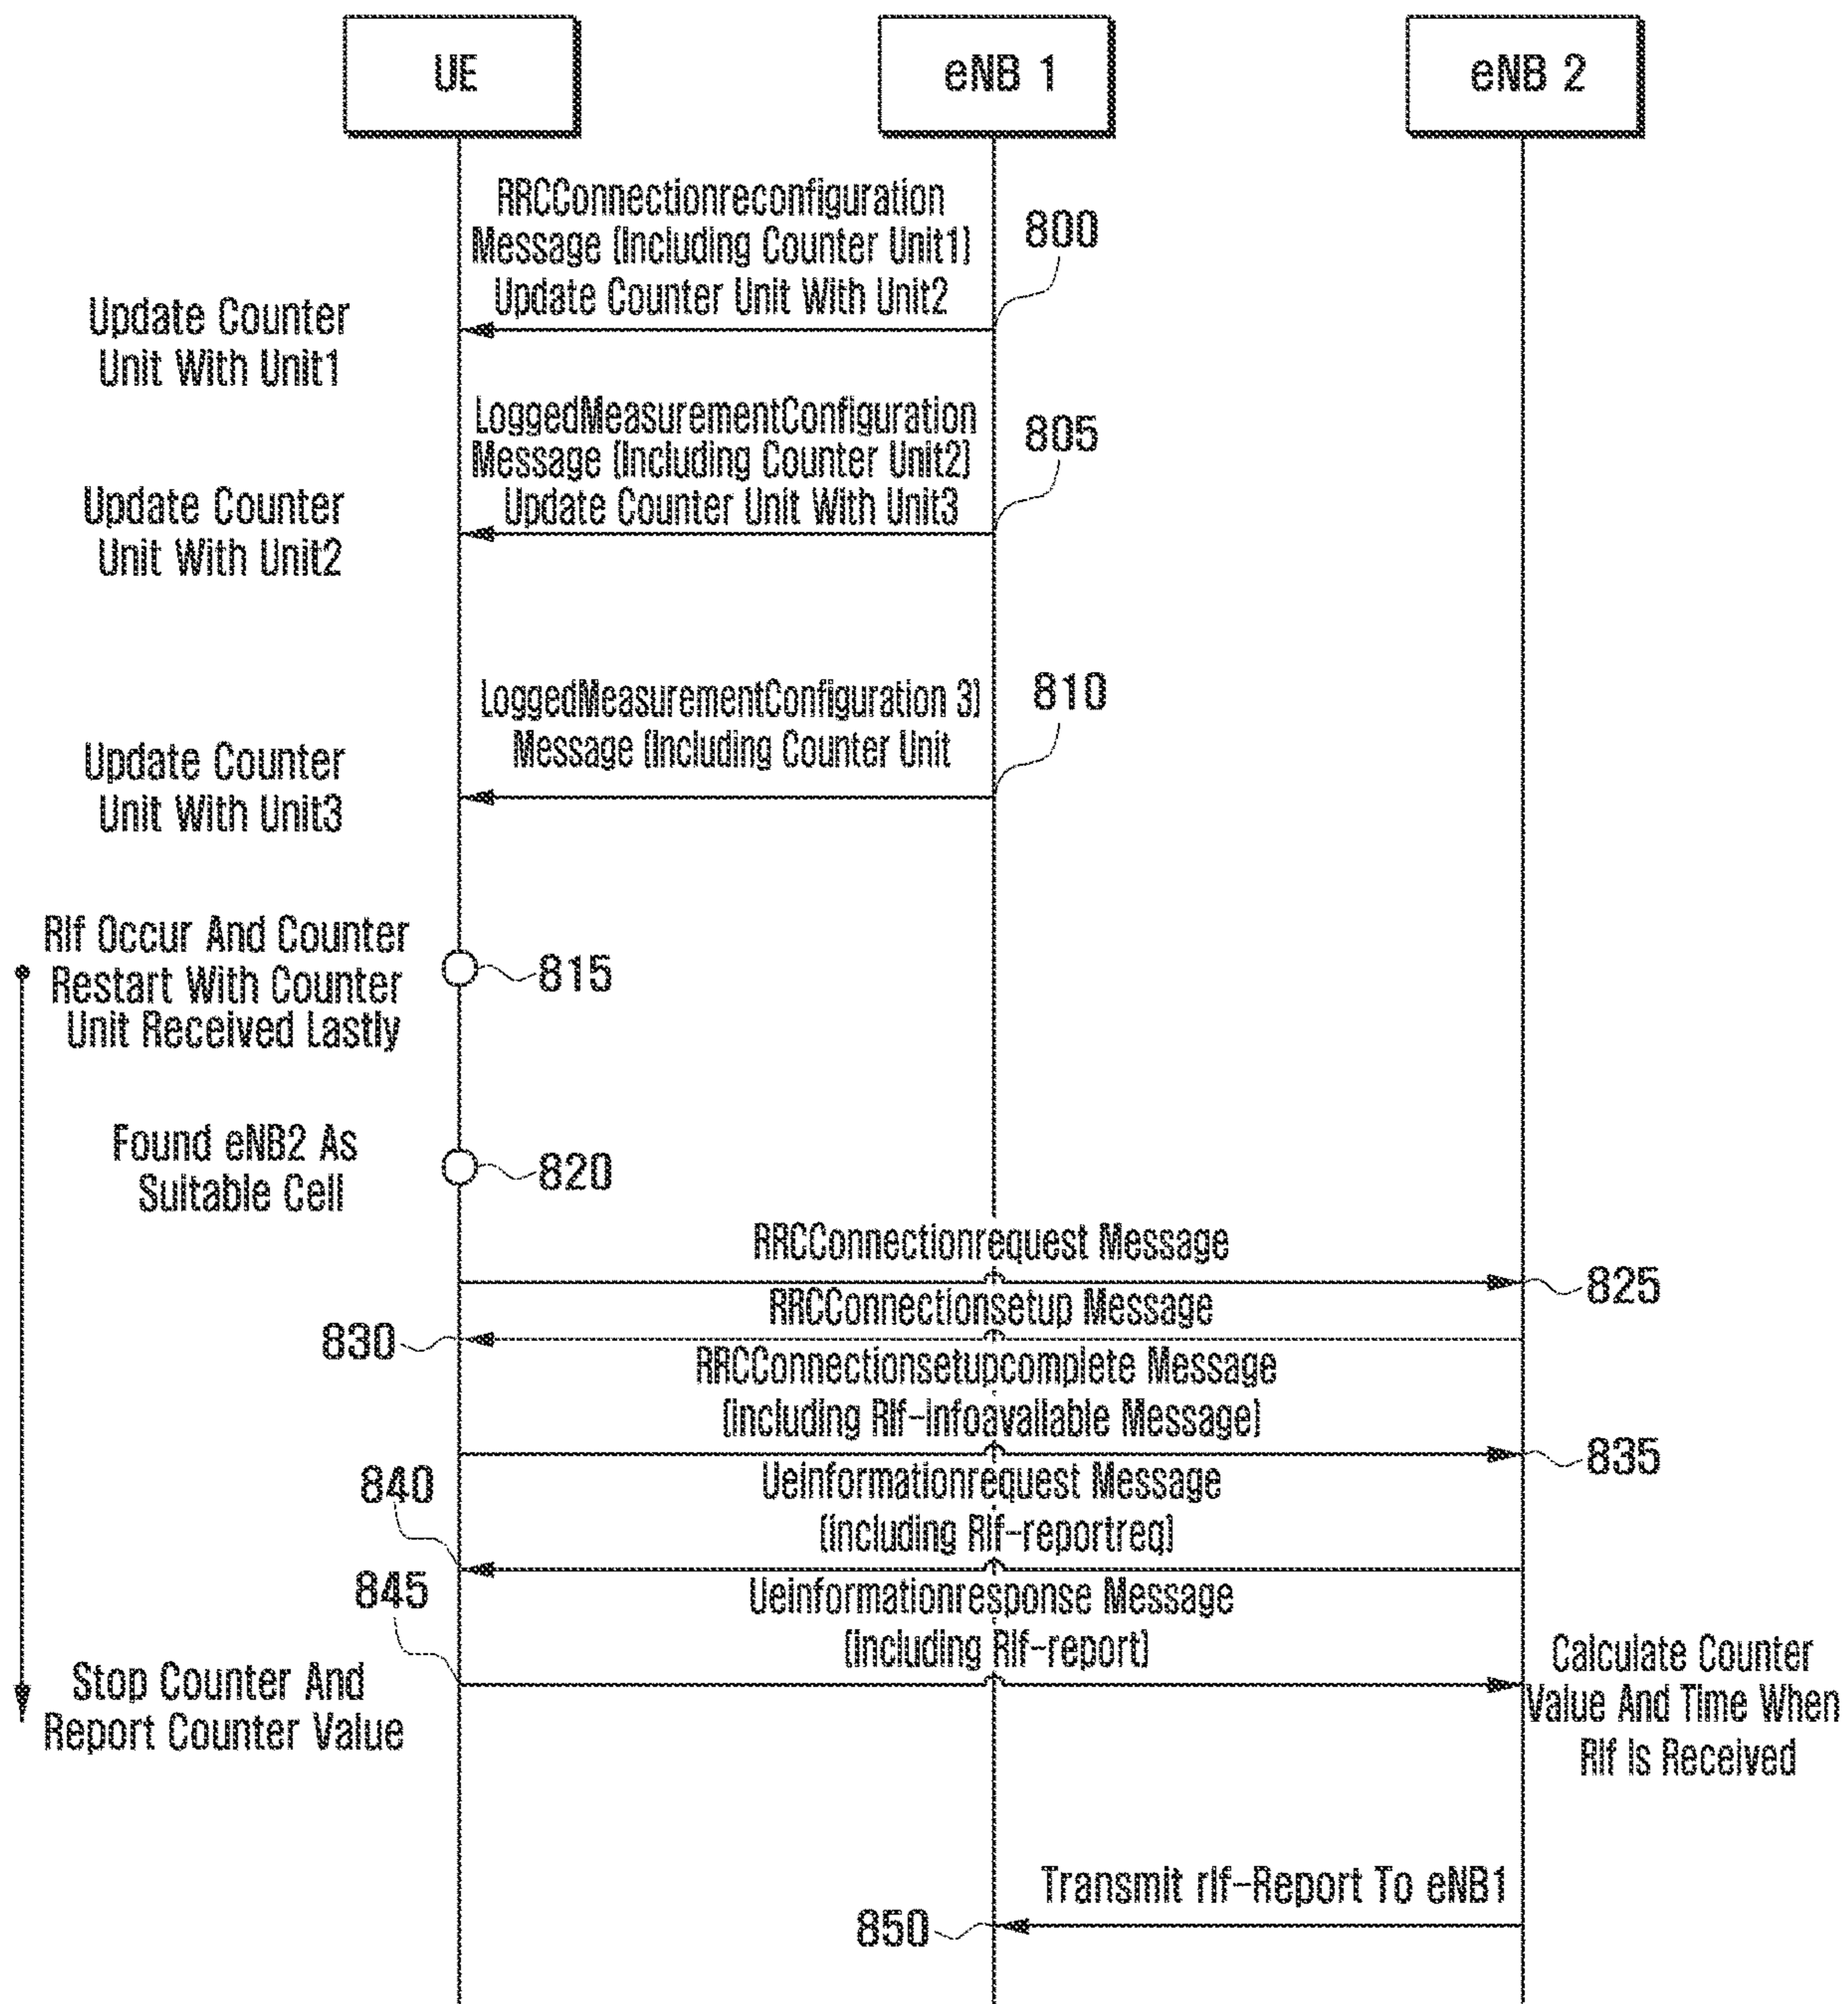 UE
eNB 1
eNB 2
RRCConnectionreconfiguration
Message (Including Counter Unit1)
Update Counter Unit With Unit2
800
Update Counter
Unit With Unit1
LoggedMeasurementConfiguration
Message (Including Counter Unit2)
Update Counter Unit With Unit3
805
Update Counter
Unit With Unit2
LoggedMeasurementConfiguration 3)
Message (Including Counter Unit
810
Update Counter
Unit With Unit3
Rlf Occur And Counter
Restart With Counter
Unit Received Lastly
815
Found eNB2 As
Suitable Cell
820
RRCConnectionrequest Message
825
RRCConnectionsetup Message
830
RRCConnectionsetupcomplete Message
(including Rlf-infoavailable Message)
835
Ueinformationrequest Message
(including Rlf-reportreq)
840
Ueinformationresponse Message
(including Rlf-report)
845
Stop Counter And
Report Counter Value
Calculate Counter
Value And Time When
Rlf Is Received
Transmit rlf-Report To eNB1
850